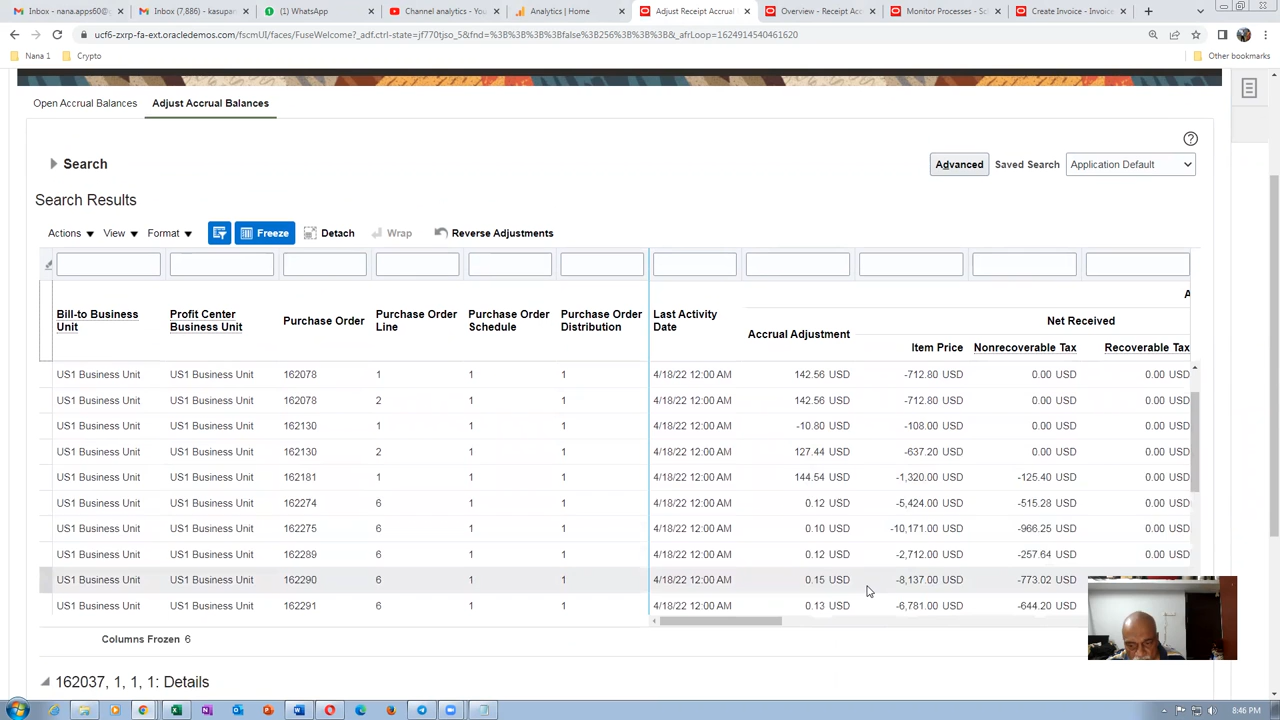 Inbox (7) - nana.apps60@g
Inbox (7,886) - kasupan
(1) WhatsApp
Channel analytics - You
Analytics | Home
Adjust Receipt Accrual
Overview - Receipt Acc
Monitor Processes - Sc
Create Invoice - Invoice
ucf6-zxrp-fa-ext.oracledemos.com/fscmUI/faces/FuseWelcome?_adf.ctrl-state=jf770tjso_5&fnd=%3B%3B%3B%3Bfalse%3B256%3B%3B%3B&_afrLoop=1624914540461620
Nana 1 Crypto Other bookmarks
Open Accrual Balances Adjust Accrual Balances
Search Advanced Saved Search Application Default
Search Results
Actions View Format Freeze Detach Wrap Reverse Adjustments
Bill-to Business Unit
Profit Center Business Unit
Purchase Order
Purchase Order Line
Purchase Order Schedule
Purchase Order Distribution
Last Activity Date
Accrual Adjustment
A
Net Received
Item Price Nonrecoverable Tax Recoverable Tax
US1 Business Unit US1 Business Unit 162078 1 1 1 4/18/22 12:00 AM 142.56 USD -712.80 USD 0.00 USD 0.00 USD
US1 Business Unit US1 Business Unit 162078 2 1 1 4/18/22 12:00 AM 142.56 USD -712.80 USD 0.00 USD 0.00 USD
US1 Business Unit US1 Business Unit 162130 1 1 1 4/18/22 12:00 AM -10.80 USD -108.00 USD 0.00 USD 0.00 USD
US1 Business Unit US1 Business Unit 162130 2 1 1 4/18/22 12:00 AM 127.44 USD -637.20 USD 0.00 USD 0.00 USD
US1 Business Unit US1 Business Unit 162181 1 1 1 4/18/22 12:00 AM 144.54 USD -1,320.00 USD -125.40 USD 0.00 USD
US1 Business Unit US1 Business Unit 162274 6 1 1 4/18/22 12:00 AM 0.12 USD -5,424.00 USD -515.28 USD 0.00 USD
US1 Business Unit US1 Business Unit 162275 6 1 1 4/18/22 12:00 AM 0.10 USD -10,171.00 USD -966.25 USD 0.00 USD
US1 Business Unit US1 Business Unit 162289 6 1 1 4/18/22 12:00 AM 0.12 USD -2,712.00 USD -257.64 USD 0.00 USD
US1 Business Unit US1 Business Unit 162290 6 1 1 4/18/22 12:00 AM 0.15 USD -8,137.00 USD -773.02 USD
US1 Business Unit US1 Business Unit 162291 6 1 1 4/18/22 12:00 AM 0.13 USD -6,781.00 USD -644.20 USD
Columns Frozen 6
162037, 1, 1, 1: Details
8:46 PM